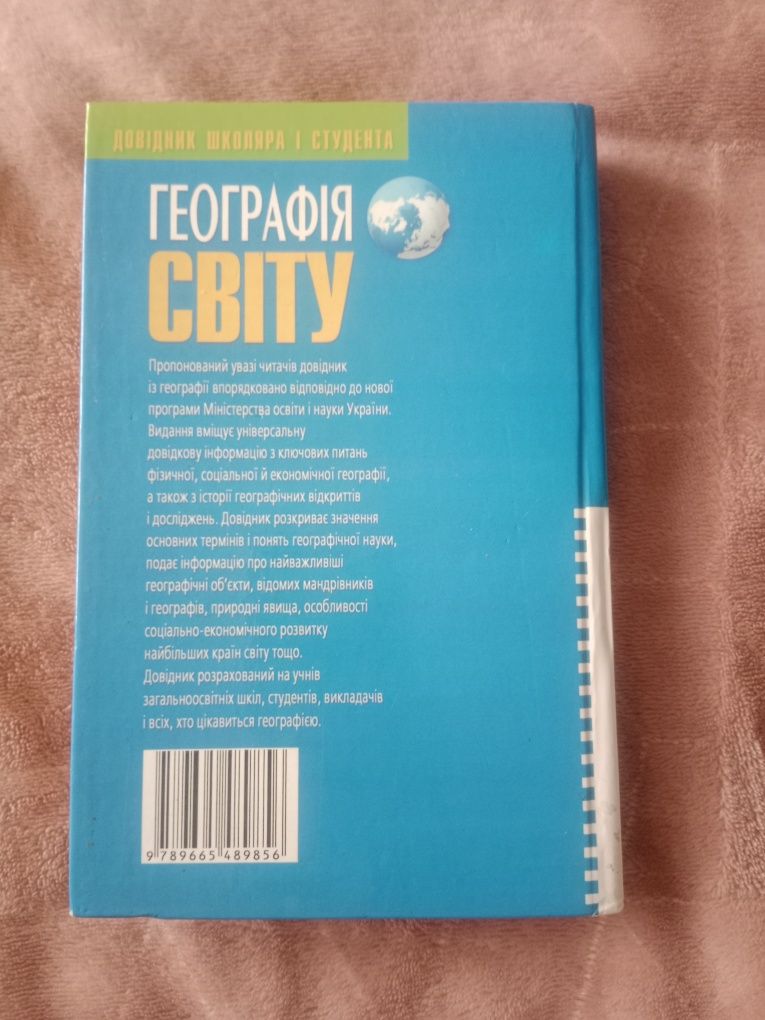 ДОВІДНИК ШКОЛЯРА І СТУДЕНТА
ГЕОГРАФІЯ
СВІТУ
Пропонований увазі читачів довідник
із географії впорядковано відповідно до нової
програми Міністерства освіти і науки України.
Видання вміщує універсальну
довідкову інформацію з ключових питань
фізичної, соціальної й економічної географії,
а також з історії географічних відкриттів
і досліджень. Довідник розкриває значення
основних термінів і понять географічної науки,
подає інформацію про найважливіші
географічні об'єкти, відомих мандрівників
і географів, природні явища, особливості
соціально-економічного розвитку
найбільших країн світу тощо.
Довідник розрахований на учнів
загальноосвітніх шкіл, студентів, викладачів
і всіх, хто цікавиться географією.
9 789665 489856